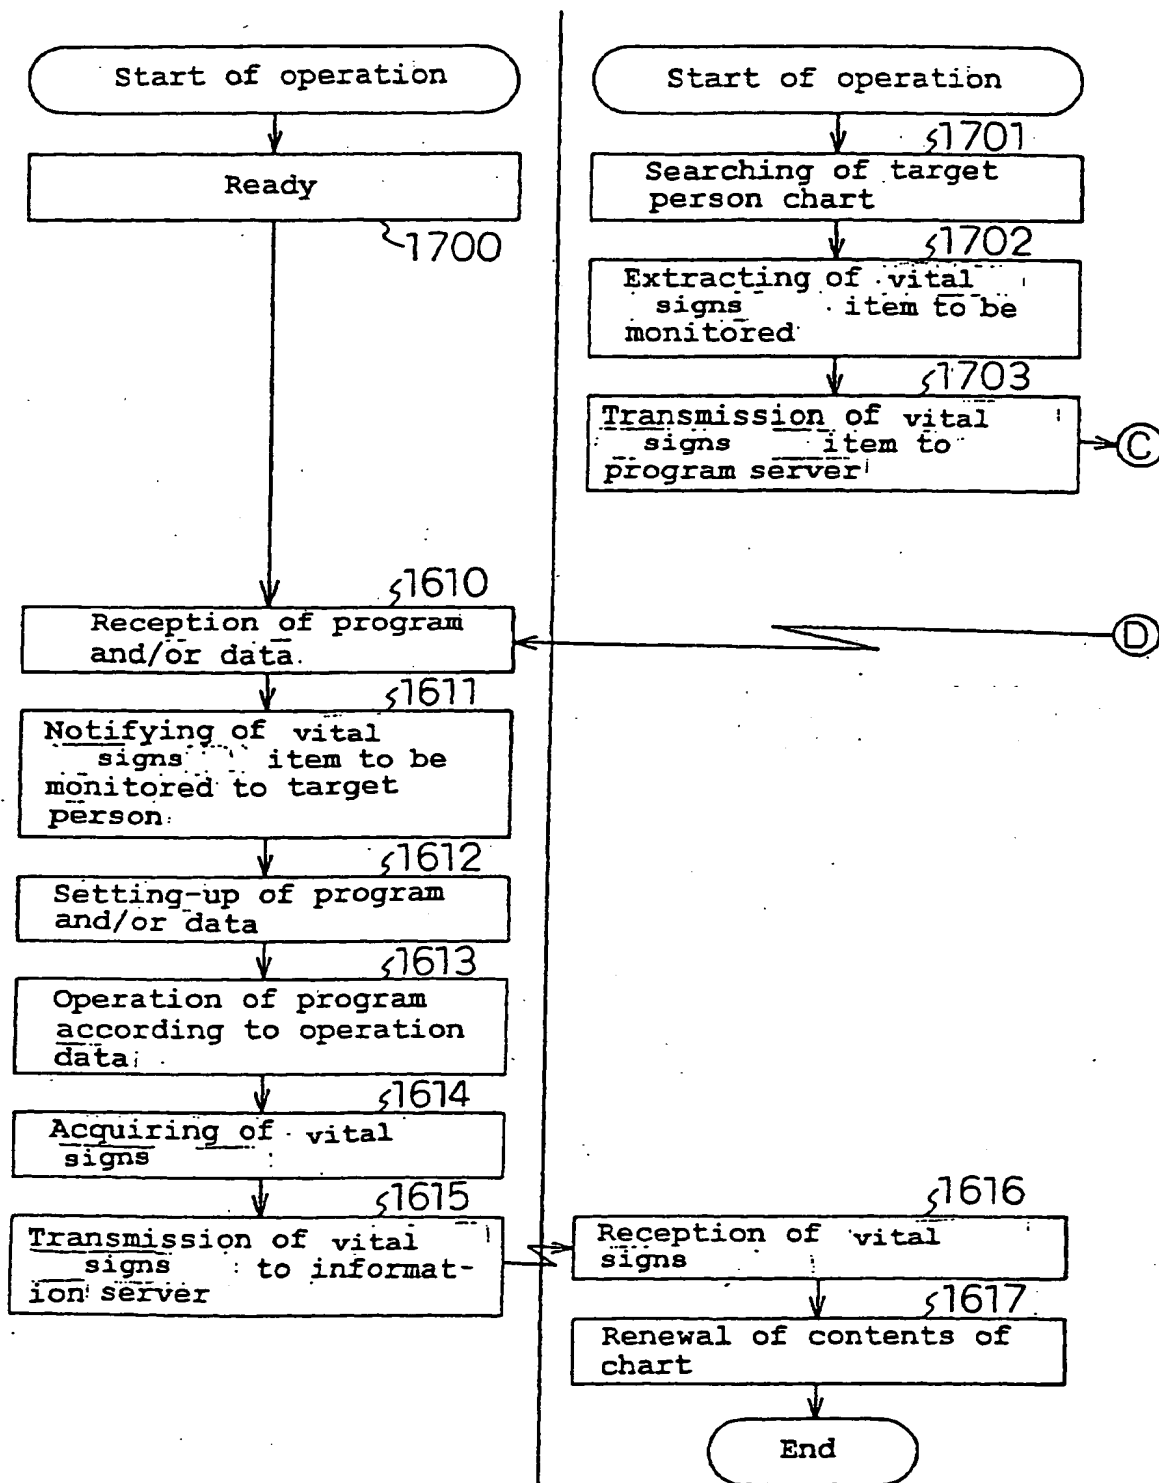 Start of operation
Ready
1700
1610
Reception of program
and/or data.
1611
Notifying of vital
signs item to be
monitored to target
person
1612
Setting-up of program
and/or data
1613
Operation of program
according to operation
data
1614
Acquiring of vital
signs
1615
Transmission of vital
signs to informat-
ion server
Start of operation
1701
Searching of target
person chart
1702
Extracting of vital
signs item to be
monitored
1703
Transmission of vital
signs item to
program server
C
D
1616
Reception of vital
signs
1617
Renewal of contents of
chart
End